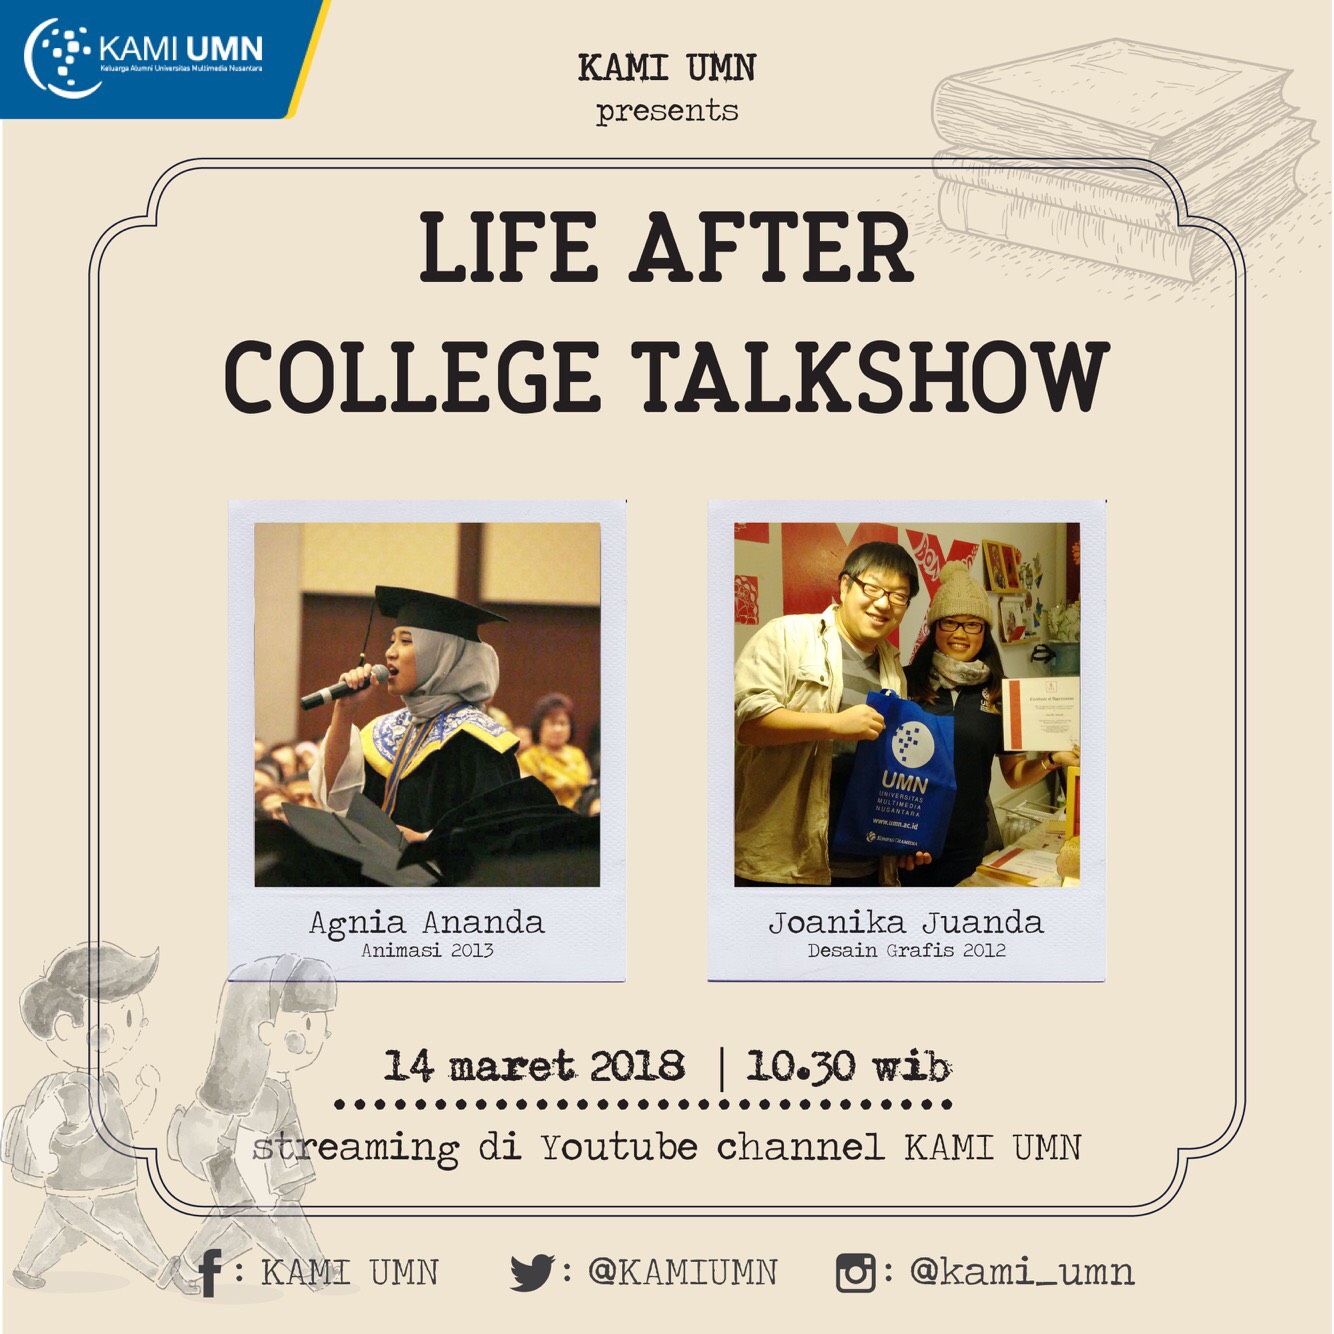 KAMI UMN
Keluarga Alumni Universitas Multimedia Nusantara
KAMI UMN
presents
LIFE AFTER
COLLEGE TALKSHOW
UMN
UNIVERSITAS
MULTIMEDIA
NUSANTARA
www.umn.ac.id
Agnia Ananda
Animasi 2013
Joanika Juanda
Desain Grafis 2012
14 maret 2018 | 10.30 wib
streaming di Youtube channel KAMI UMN
: KAMI UMN
: @KAMIUMN
: @kami_umn